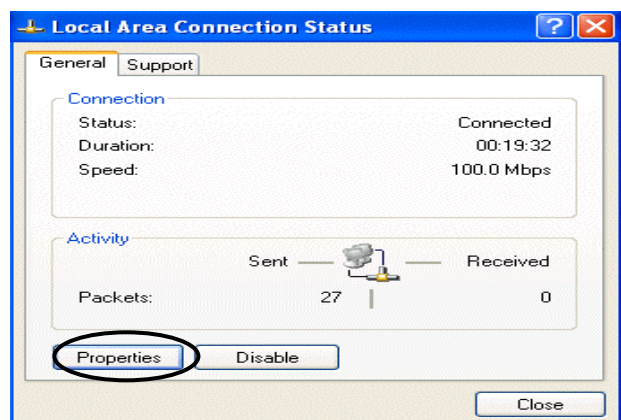 Local Area Connection Status
General Support
Connection
Status: Connected
Duration: 00:19:32
Speed: 100.0 Mbps
Activity
Sent Received
Packets: 27 0
Properties Disable
Close